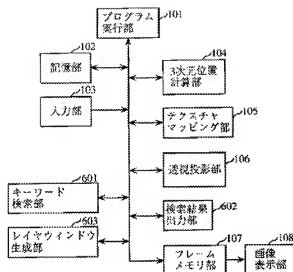 101
プログラム
実行部
102
記憶部
103
入力部
104
3次元位置
計算部
105
テクスチャ
マッピング部
106
透視投影部
601
キーワード
検索部
602
検索結果
出力部
603
レイヤウィンドウ
生成部
107
フレーム
メモリ部
108
画像
表示部